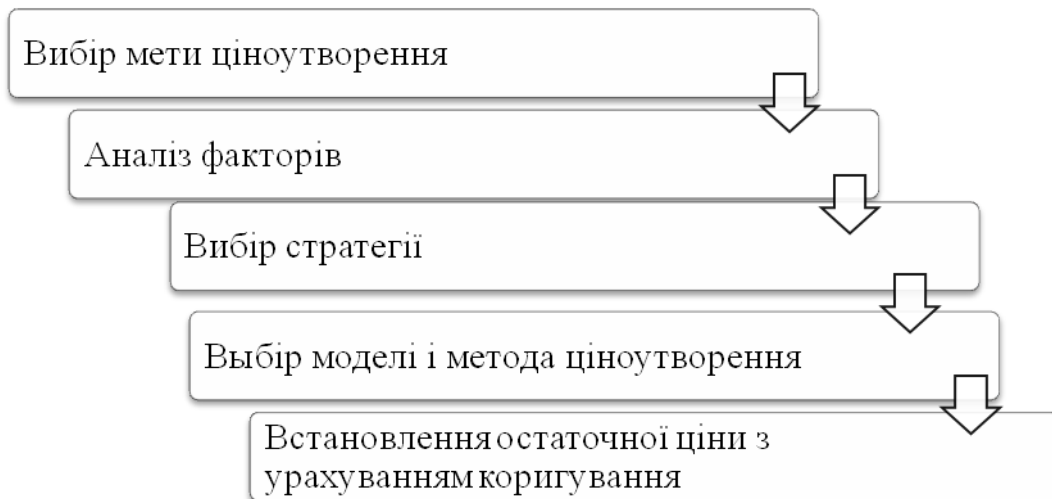 Вибір мети ціноутворення
Аналіз факторів
Вибір стратегії
Выбір моделі і метода ціноутворення
Встановлення остаточної ціни з
урахуванням коригування